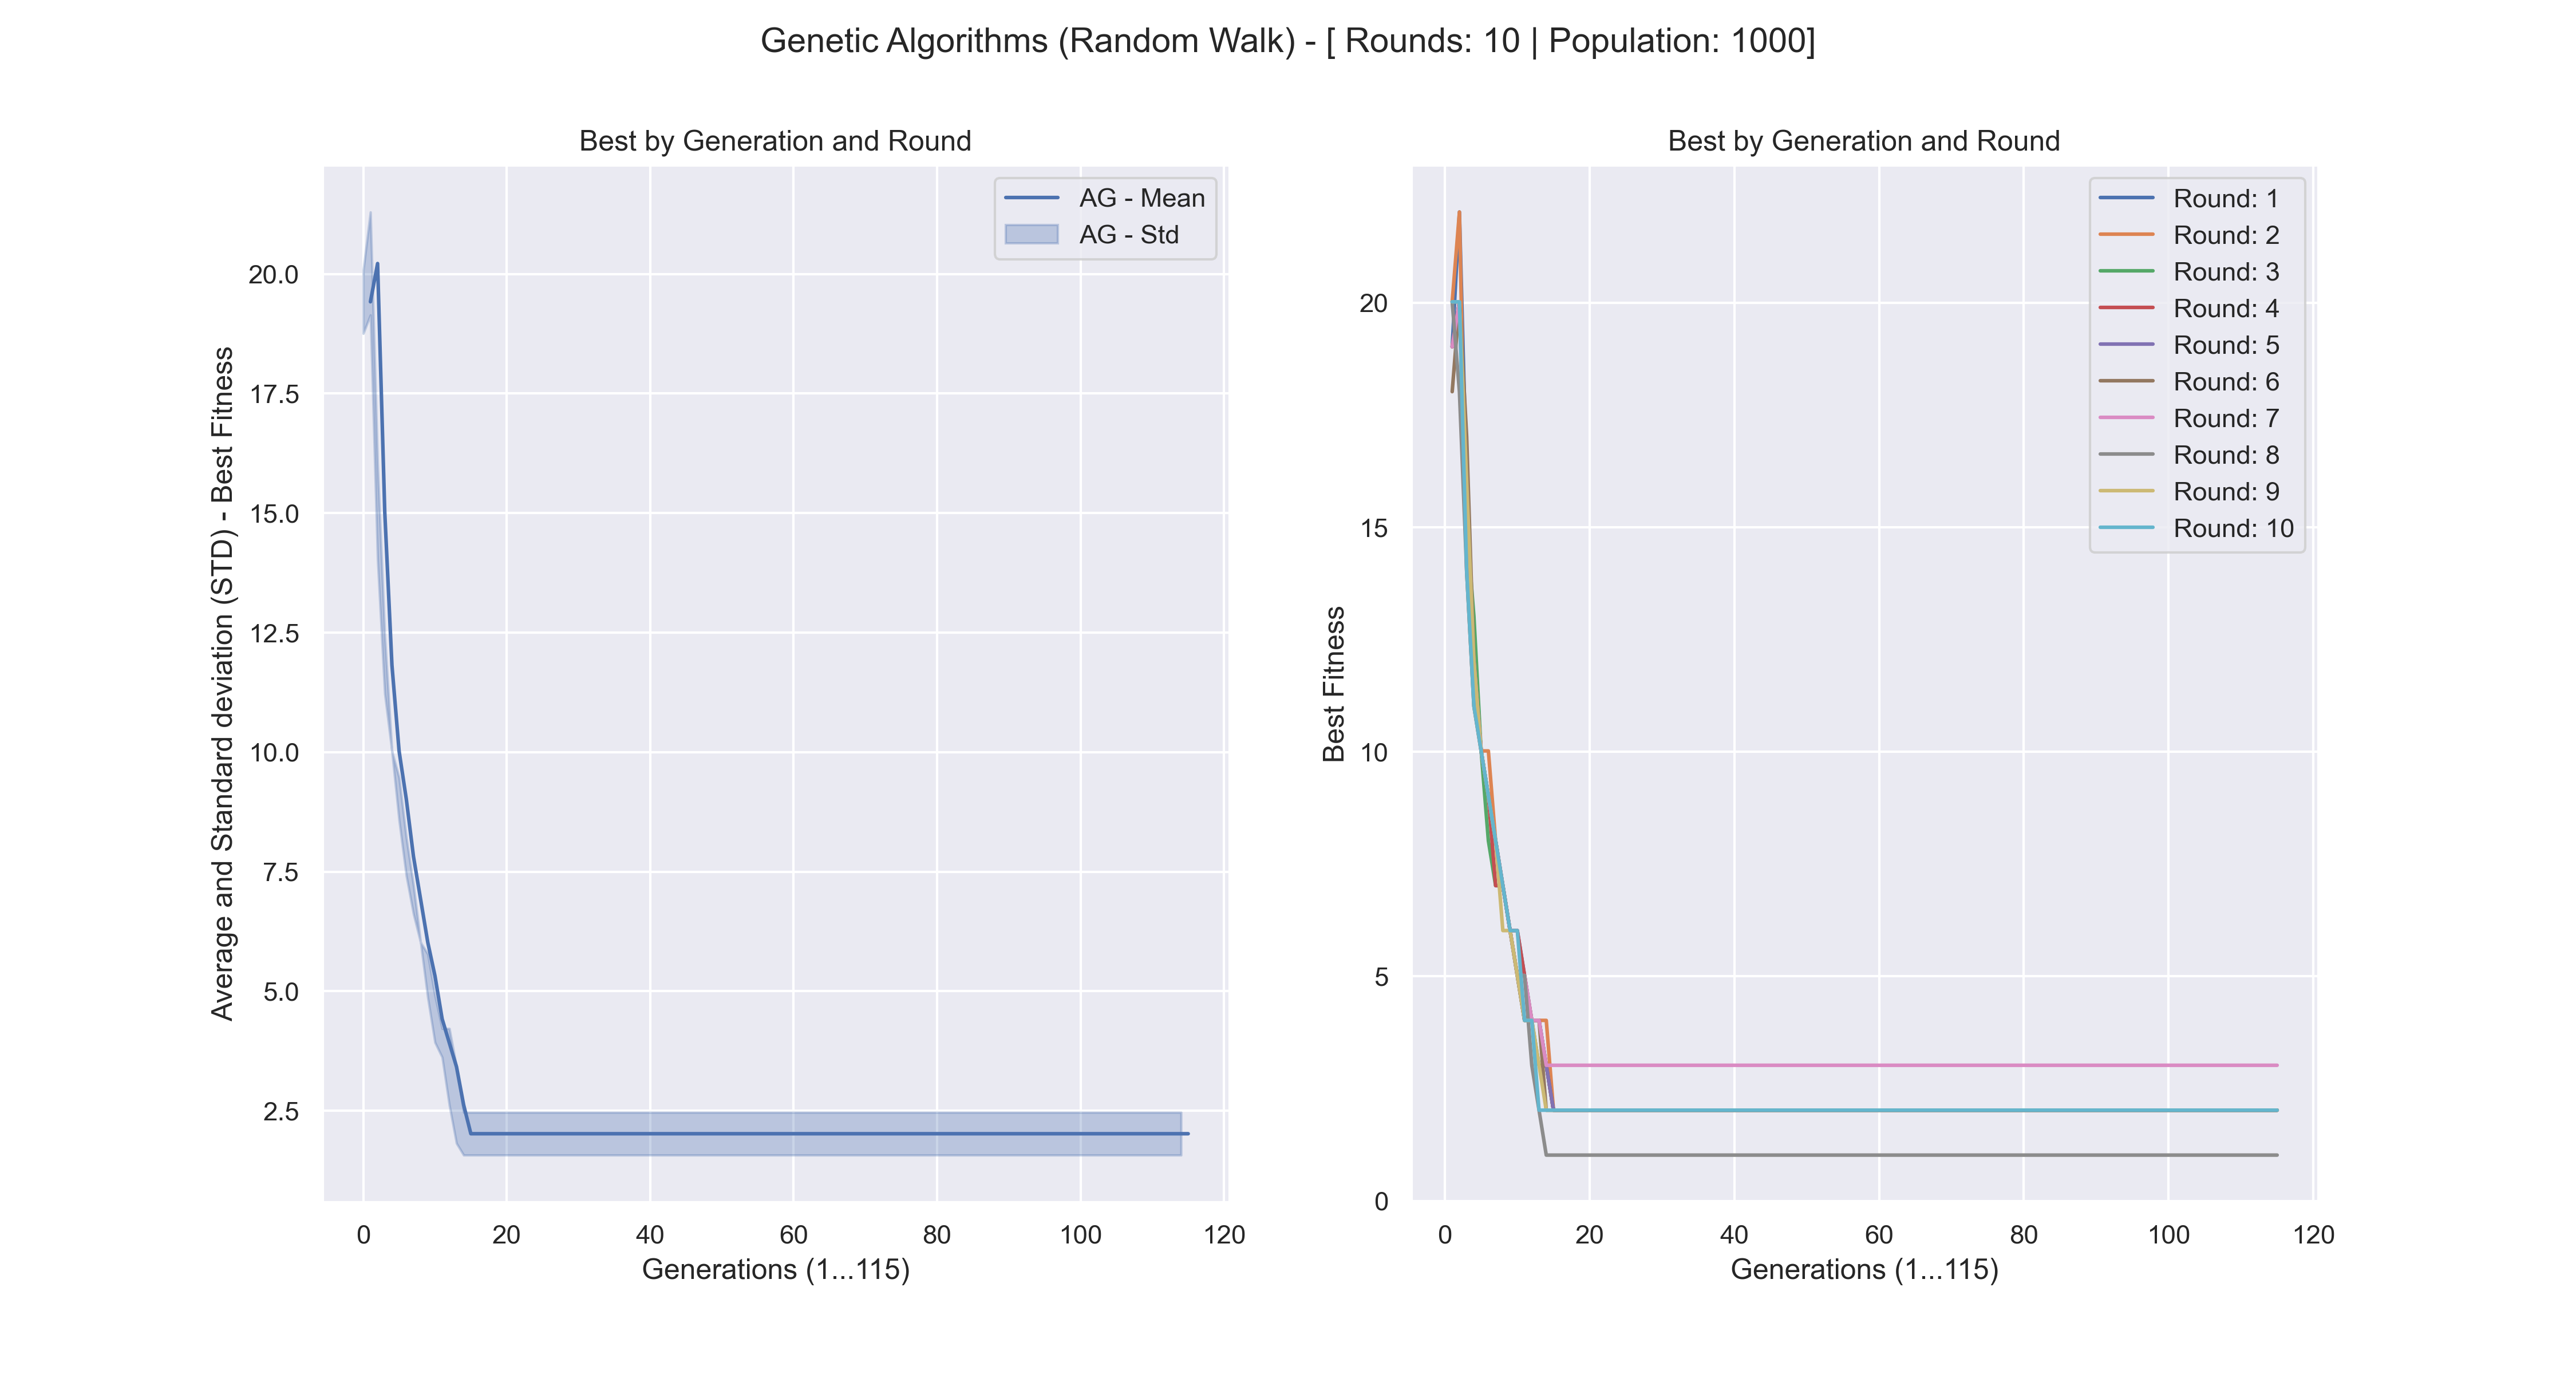 Genetic Algorithms (Random Walk) - [ Rounds: 10 | Population: 1000]
Best by Generation and Round
AG - Mean
AG - Std
Average and Standard deviation (STD) - Best Fitness
20.0
17.5
15.0
12.5
10.0
7.5
5.0
2.5
0 20 40 60 80 100 120
Generations (1...115)
Best by Generation and Round
Round: 1
Round: 2
Round: 3
Round: 4
Round: 5
Round: 6
Round: 7
Round: 8
Round: 9
Round: 10
Best Fitness
20
15
10
5
0
0 20 40 60 80 100 120
Generations (1...115)